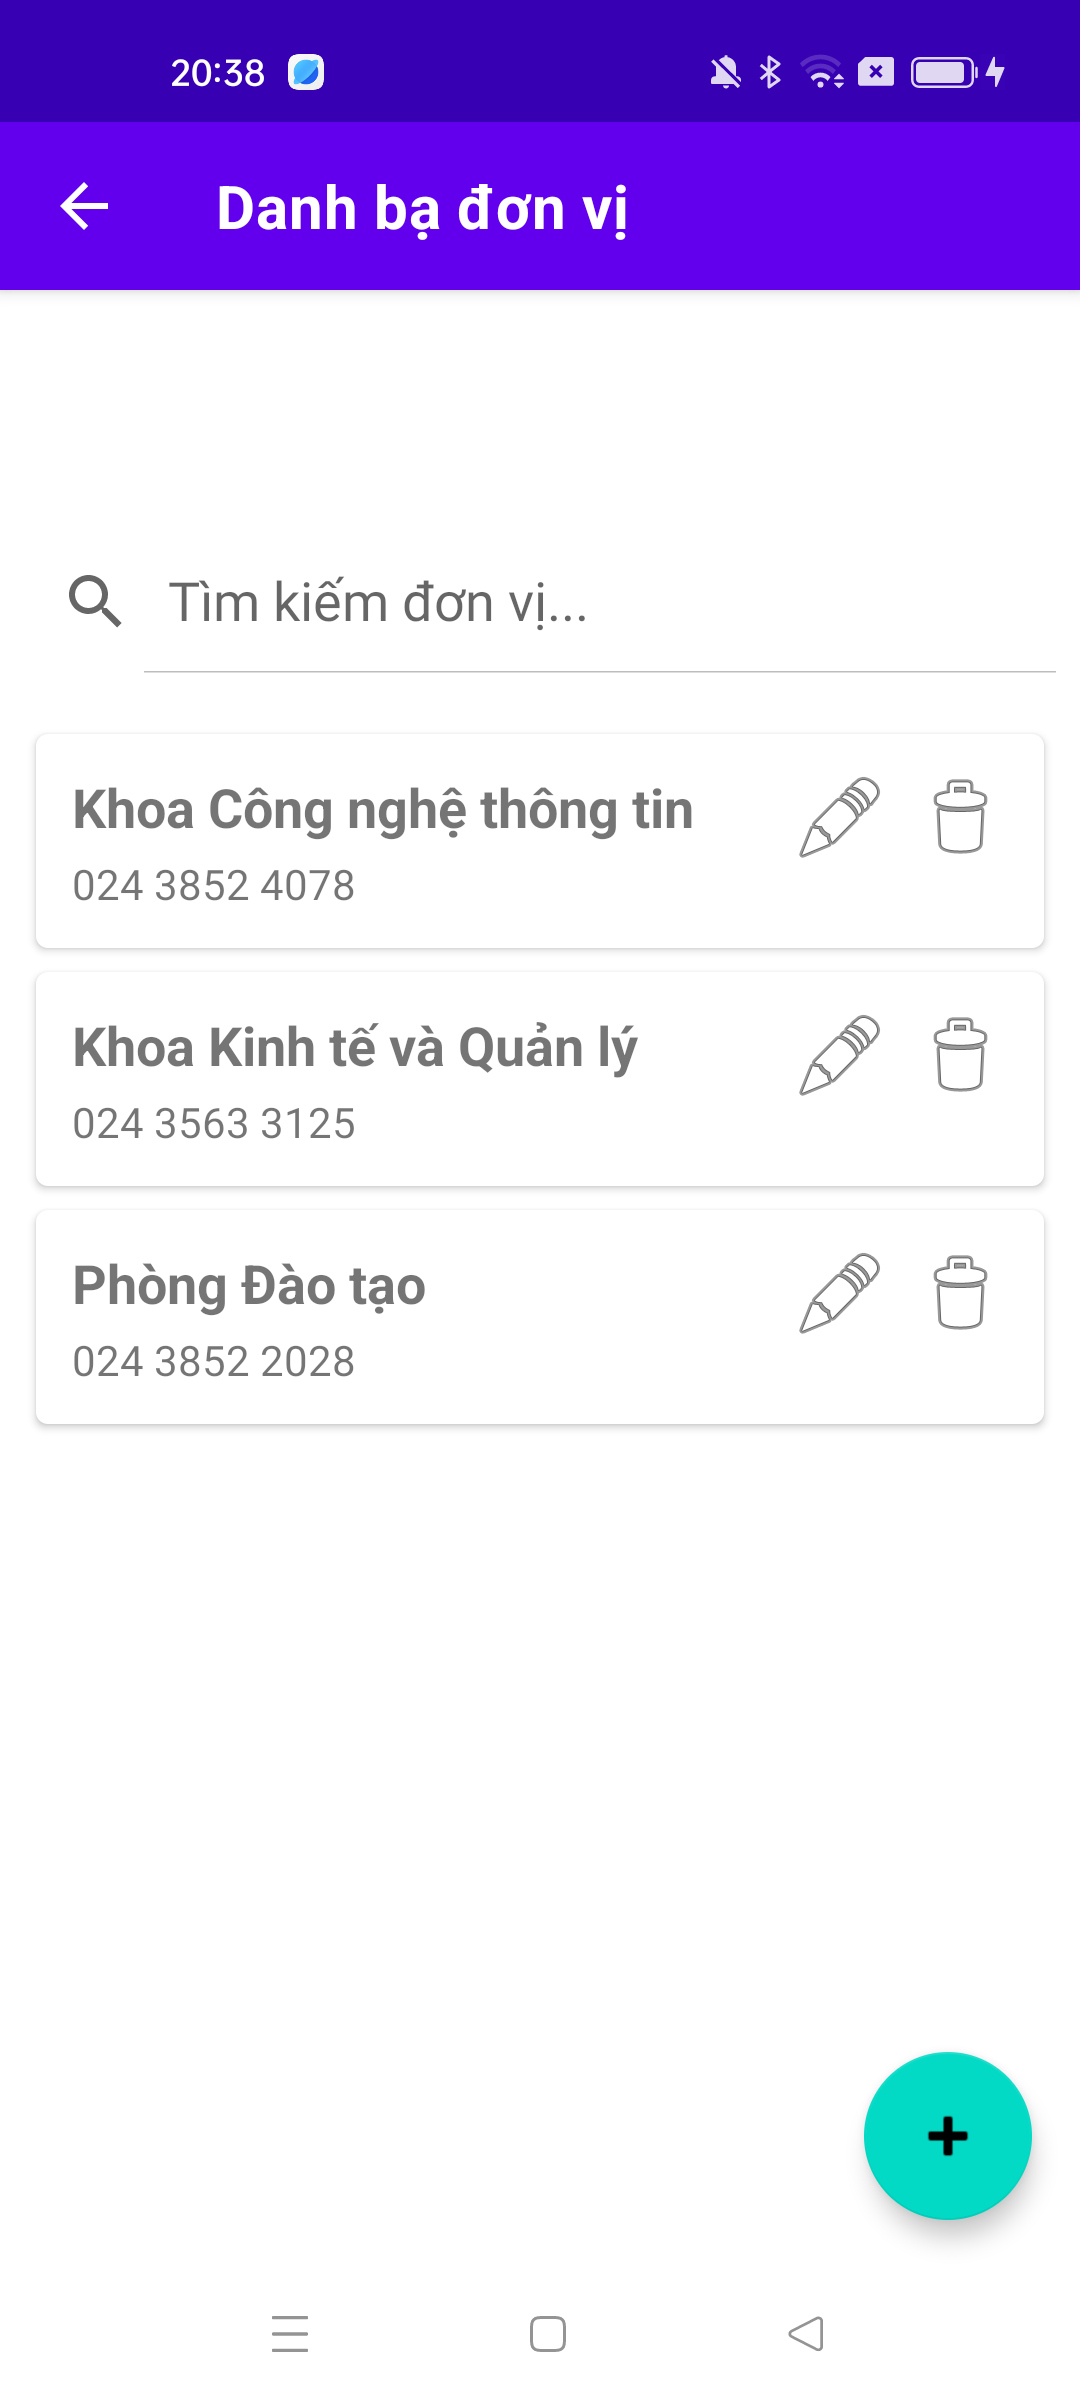 20:38
Danh bạ đơn vị
Tìm kiếm đơn vị...
Khoa Công nghệ thông tin
024 3852 4078
Khoa Kinh tế và Quản lý
024 3563 3125
Phòng Đào tạo
024 3852 2028